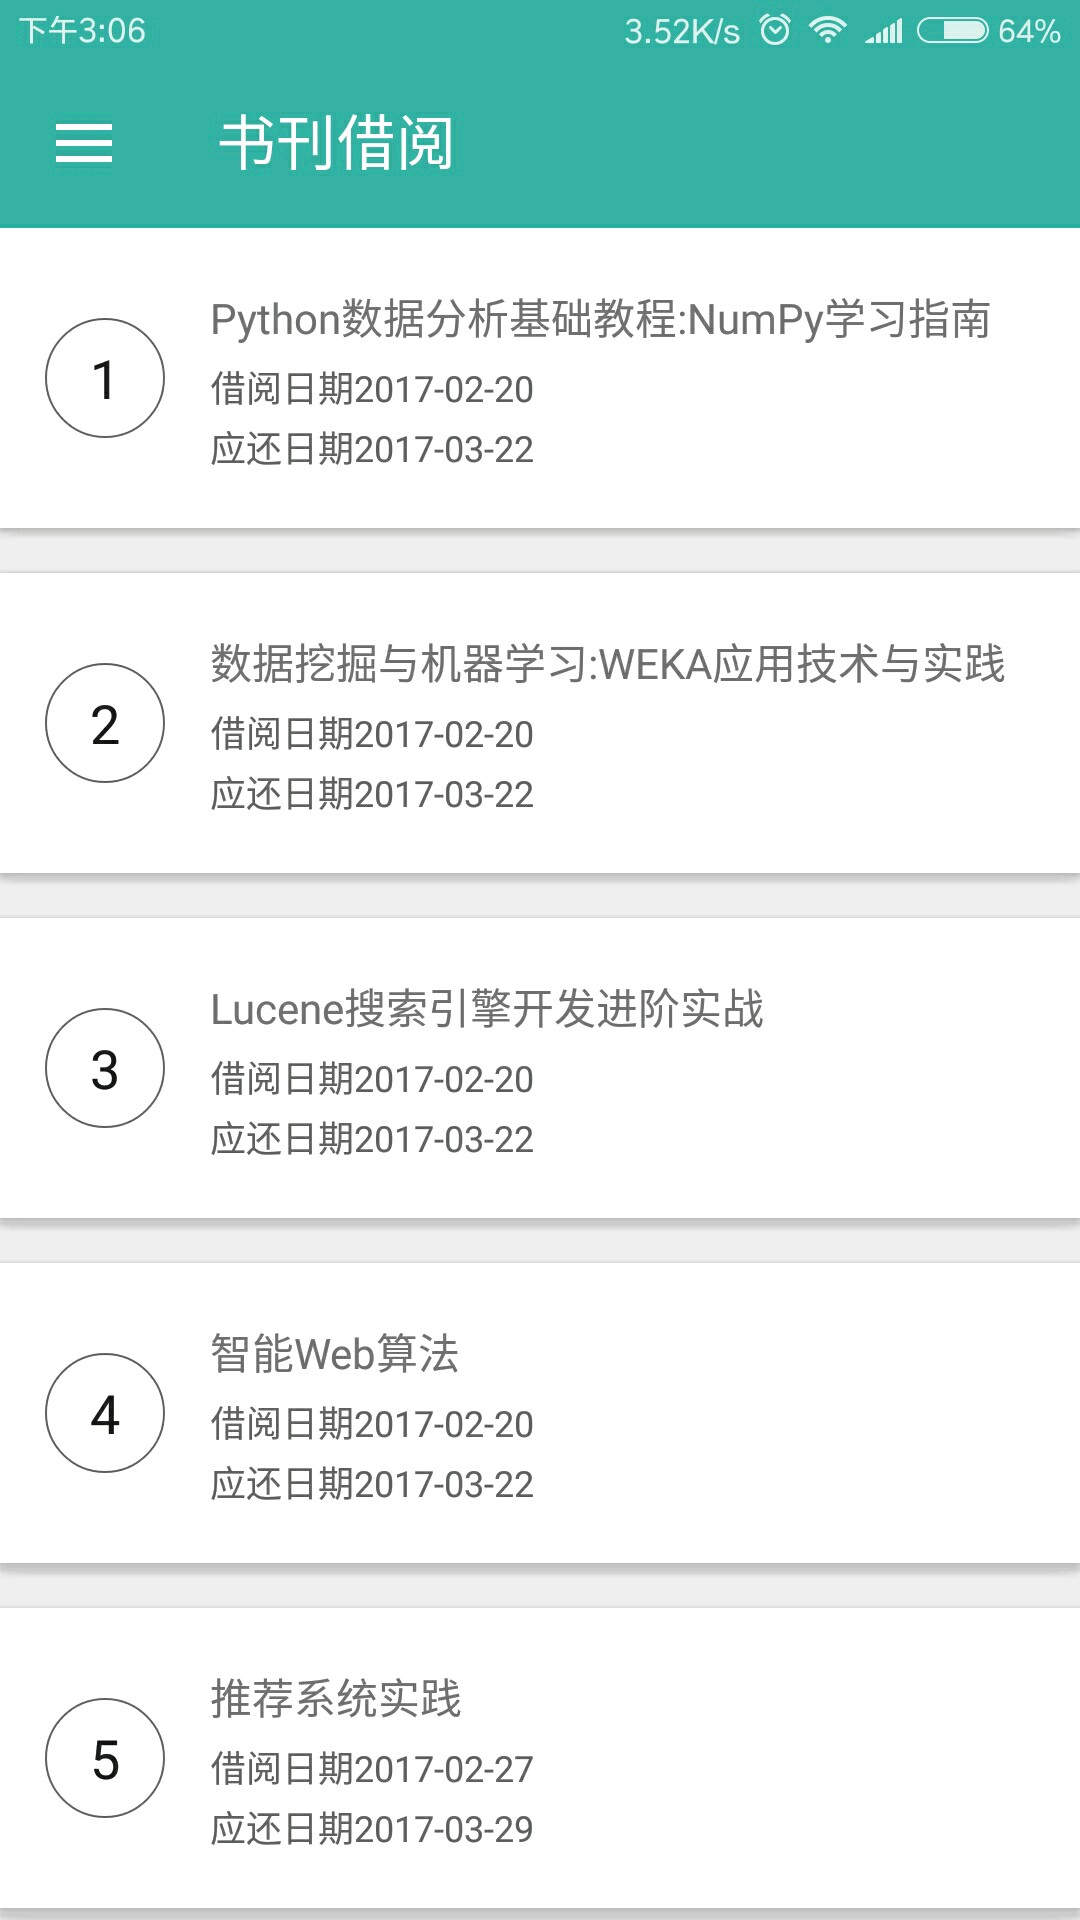 下午3:06 3.52K/s 64%
书刊借阅
Python数据分析基础教程:NumPy学习指南
1
借阅日期2017-02-20
应还日期2017-03-22
数据挖掘与机器学习:WEKA应用技术与实践
2
借阅日期2017-02-20
应还日期2017-03-22
Lucene搜索引擎开发进阶实战
3
借阅日期2017-02-20
应还日期2017-03-22
智能Web算法
4
借阅日期2017-02-20
应还日期2017-03-22
推荐系统实践
5
借阅日期2017-02-27
应还日期2017-03-29